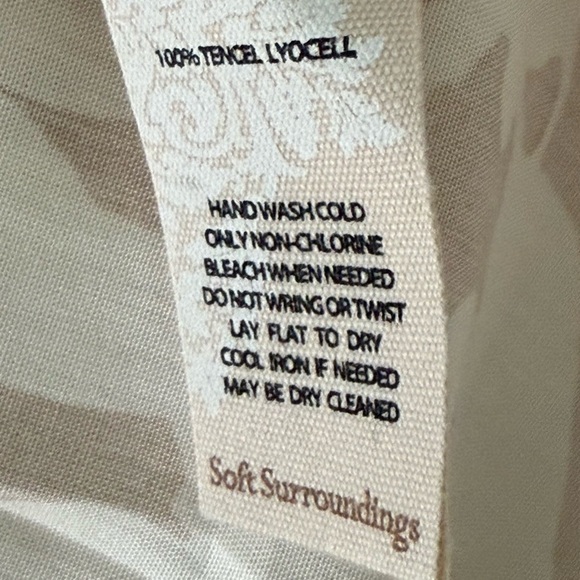 100% TENCEL LYOCELL
HAND WASH COLD
ONLY NON-CHLORINE
BLEACH WHEN NEEDED
DO NOT WRING OR TWIST
LAY FLAT TO DRY
COOL IRON IF NEEDED
MAY BE DRY CLEANED
Soft Surroundings